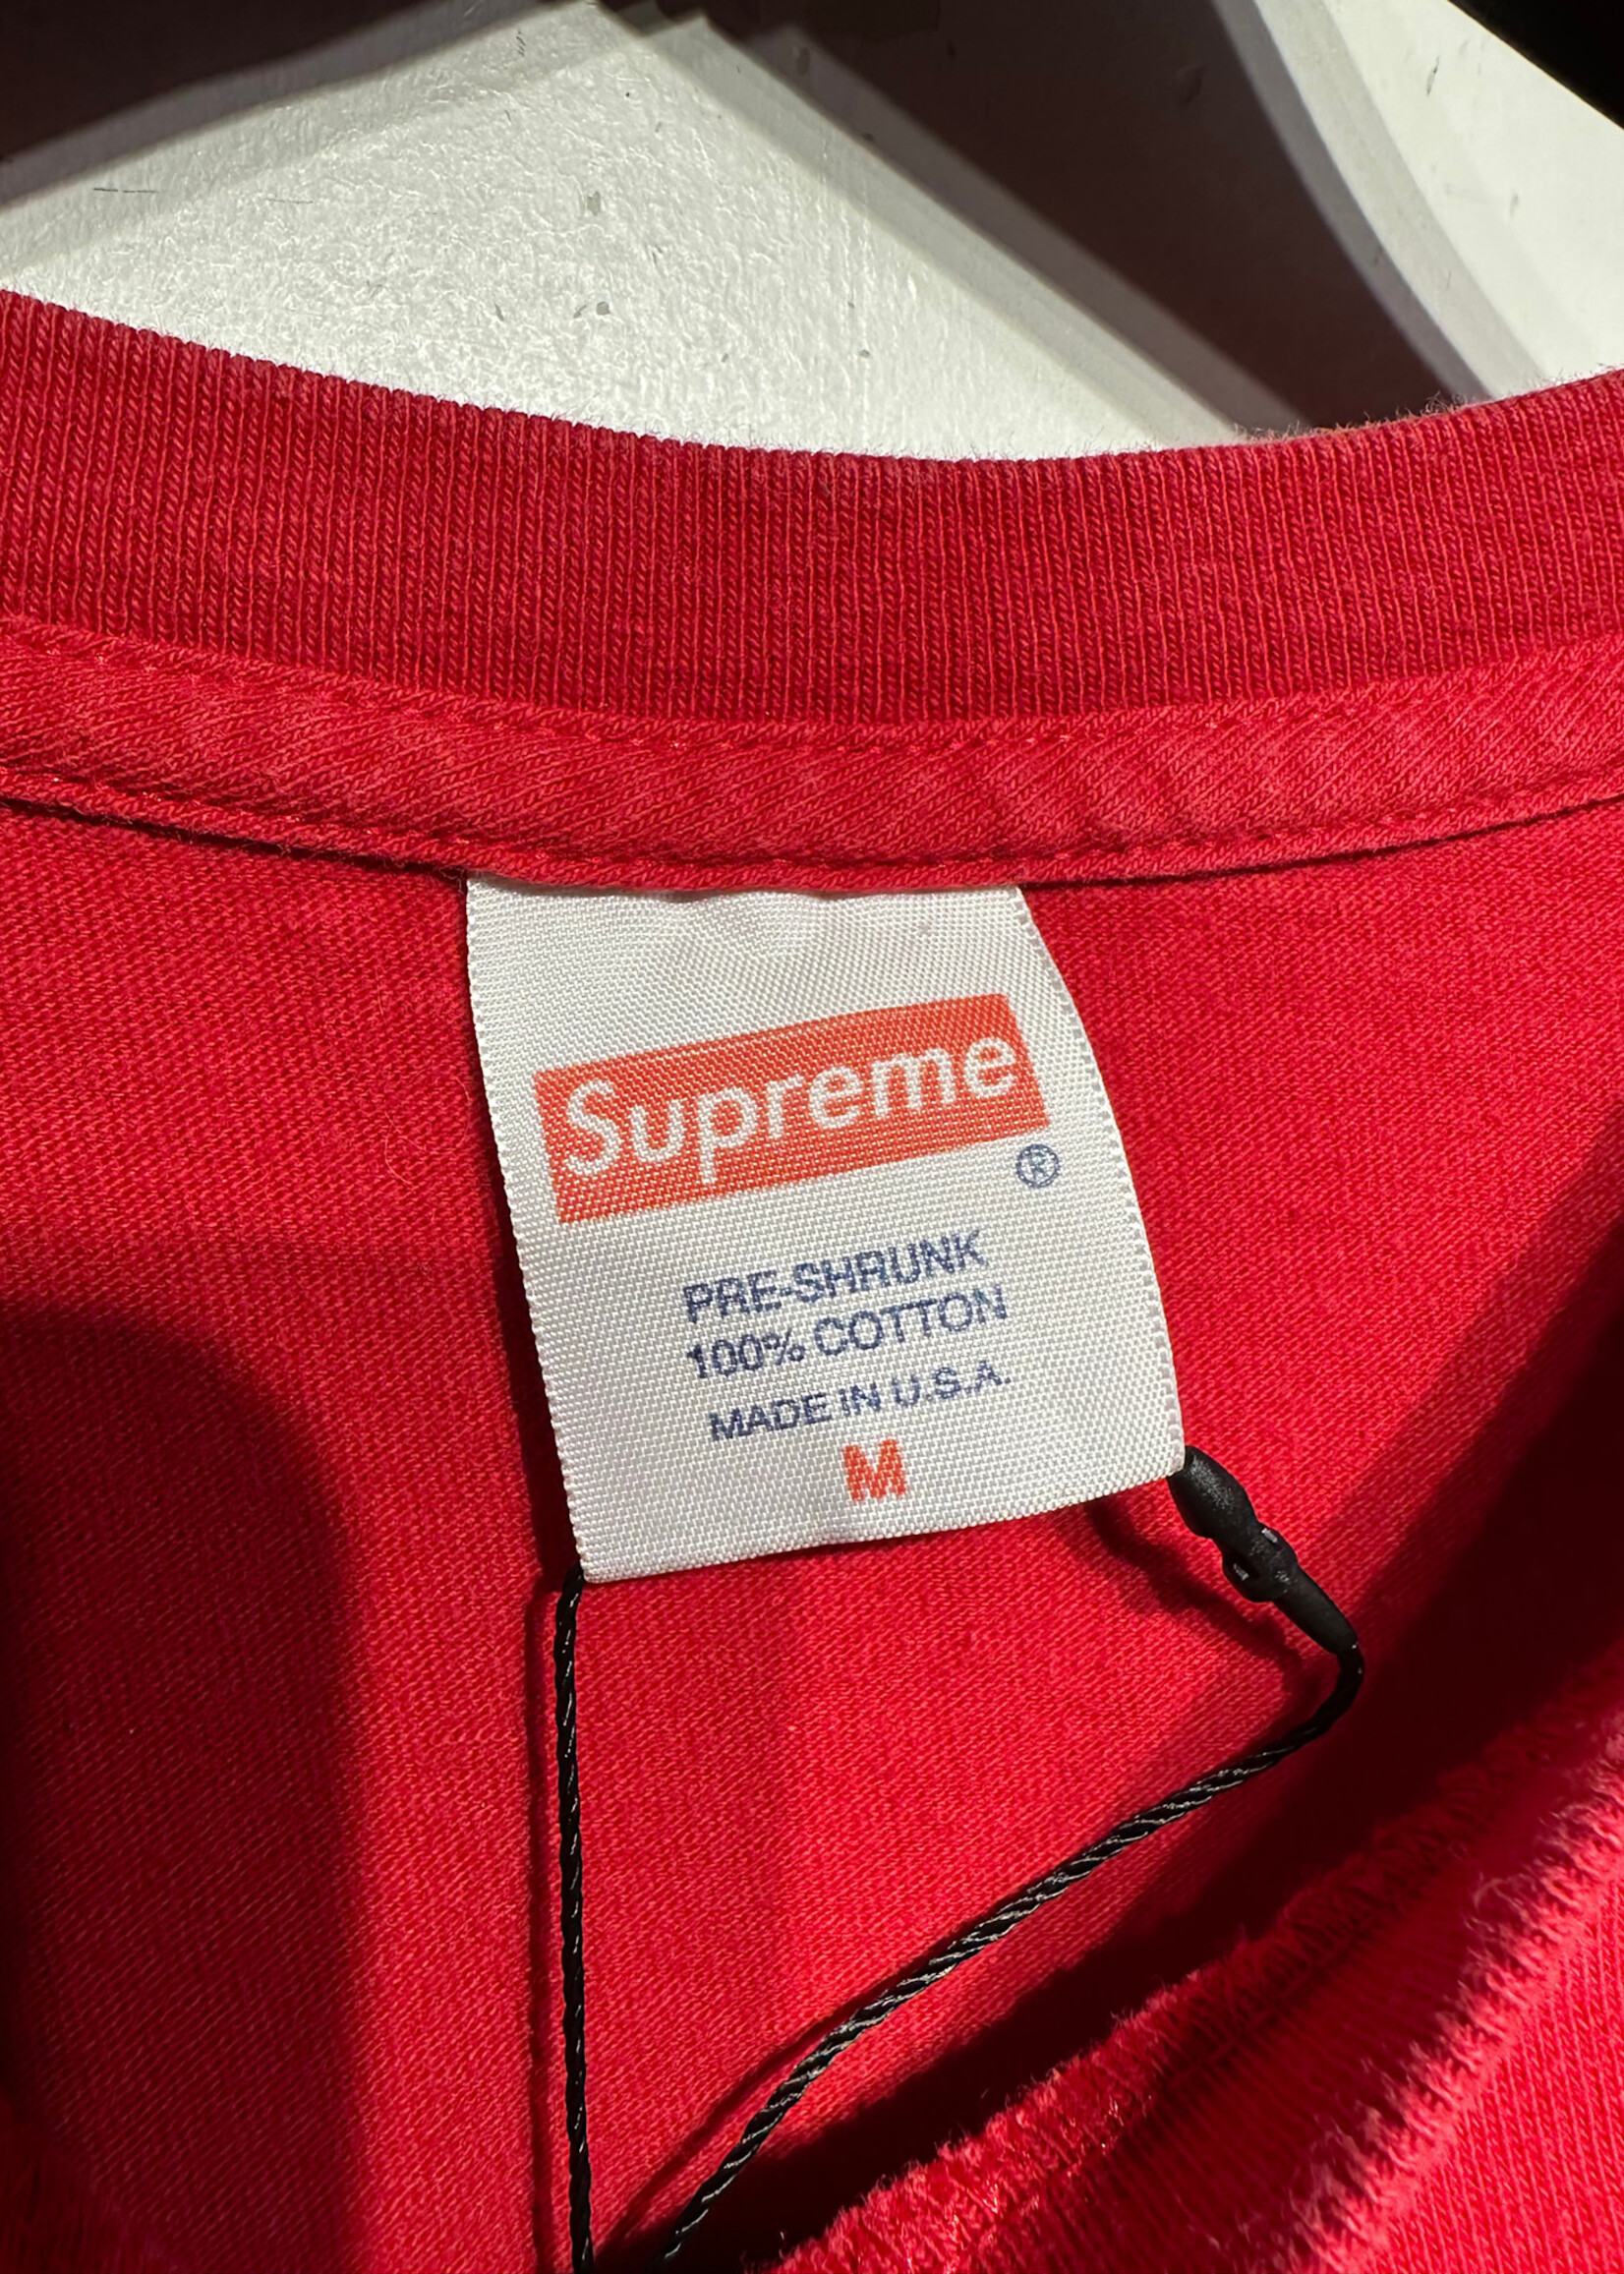 Supreme
®
PRE-SHRUNK
100% COTTON
MADE IN U.S.A.
M